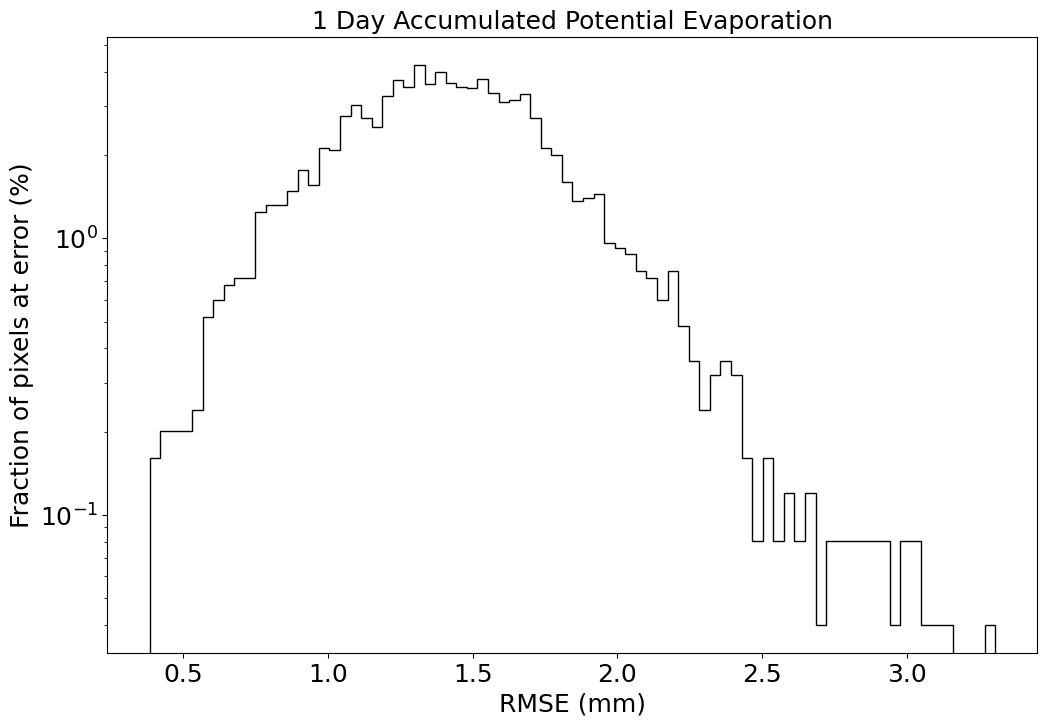 1 Day Accumulated Potential Evaporation
Fraction of pixels at error (%)
10⁰
10⁻¹
0.5 1.0 1.5 2.0 2.5 3.0
RMSE (mm)